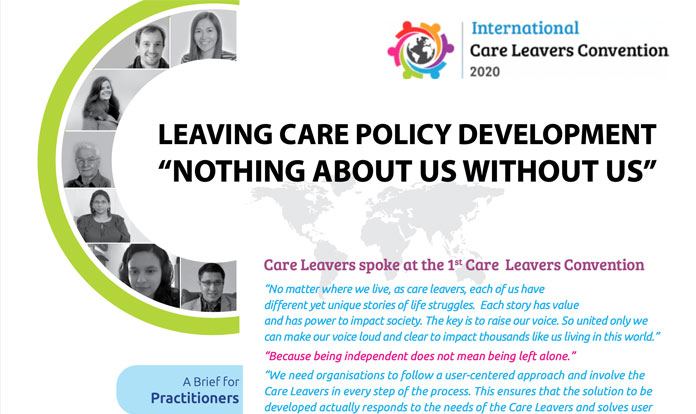 International
Care Leavers Convention
2020
LEAVING CARE POLICY DEVELOPMENT
“NOTHING ABOUT US WITHOUT US”
Care Leavers spoke at the 1st Care Leavers Convention
“No matter where we live, as care leavers, each of us have
different yet unique stories of life struggles. Each story has value
and has power to impact society. The key is to raise our voice. So united only we
can make our voice loud and clear to impact thousands like us living in this world.”
“Because being independent does not mean being left alone.”
“We need organisations to follow a user-centered approach and involve the
Care Leavers in every step of the process. This ensures that the solution to be
developed actually responds to the needs of the Care Leavers and solves user
A Brief for
Practitioners